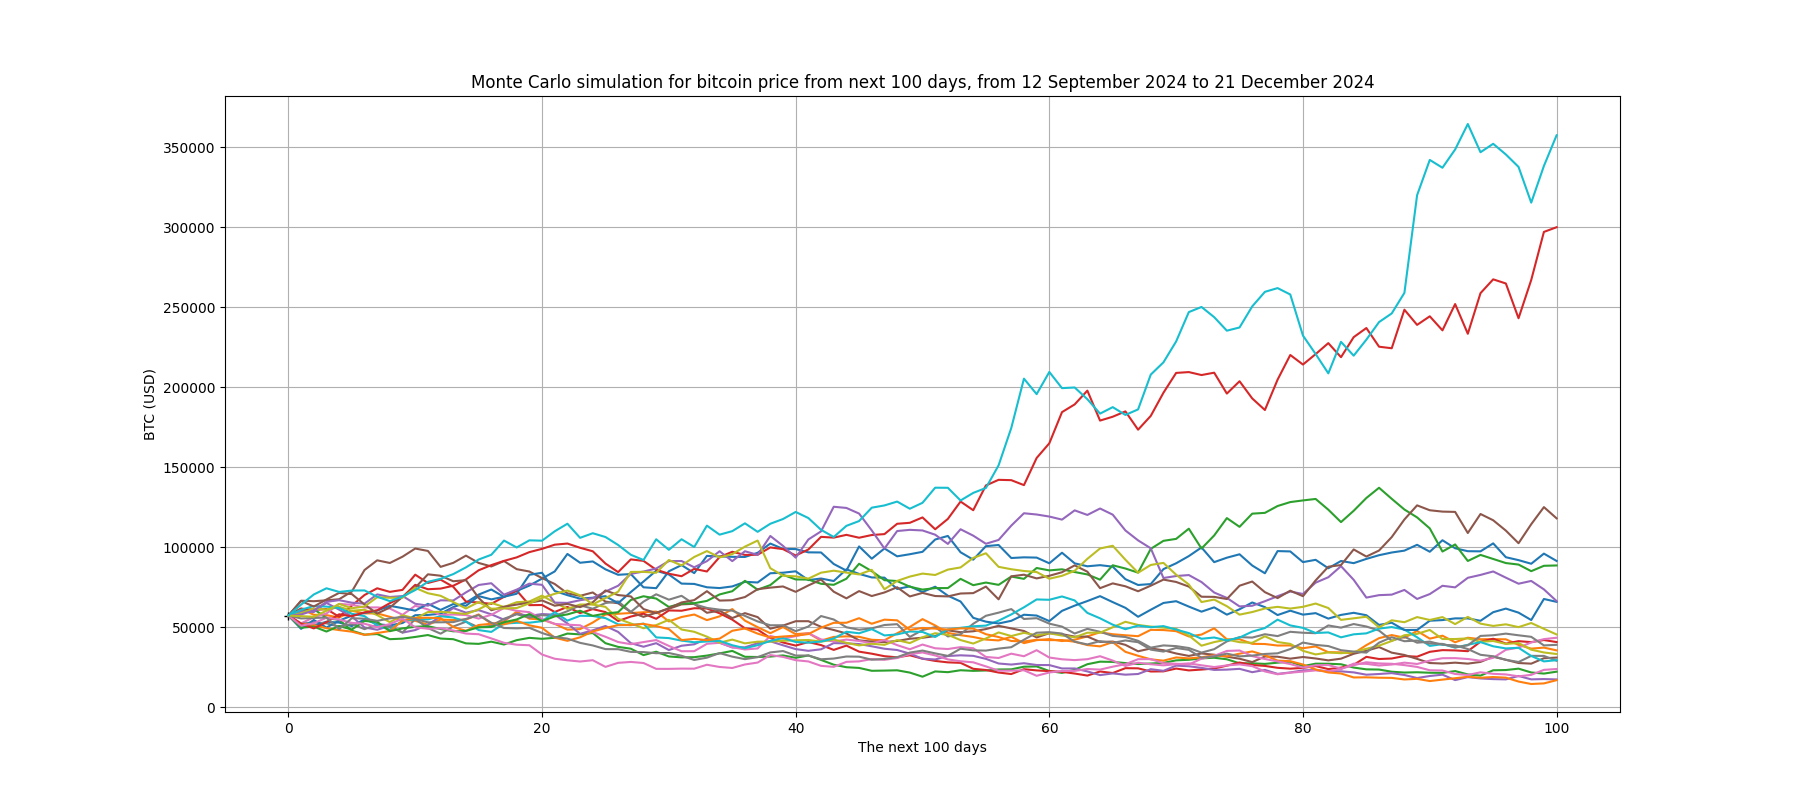 Monte Carlo simulation for bitcoin price from next 100 days, from 12 September 2024 to 21 December 2024
350000
300000
250000
200000
150000
100000
50000
0
BTC (USD)
0 20 40 60 80 100
The next 100 days